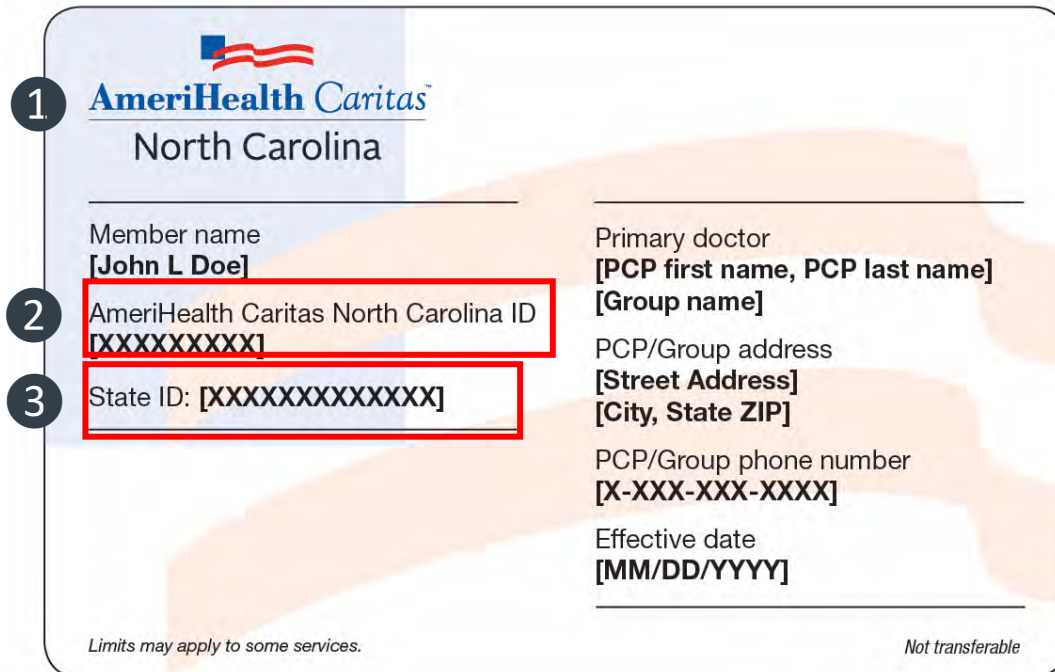 1
AmeriHealth Caritas™
North Carolina
Member name
[John L Doe]
2
AmeriHealth Caritas North Carolina ID
[XXXXXXXXX]
3
State ID: [XXXXXXXXXXXXX]
Primary doctor
[PCP first name, PCP last name]
[Group name]
PCP/Group address
[Street Address]
[City, State ZIP]
PCP/Group phone number
[X-XXX-XXX-XXXX]
Effective date
[MM/DD/YYYY]
Limits may apply to some services.
Not transferable